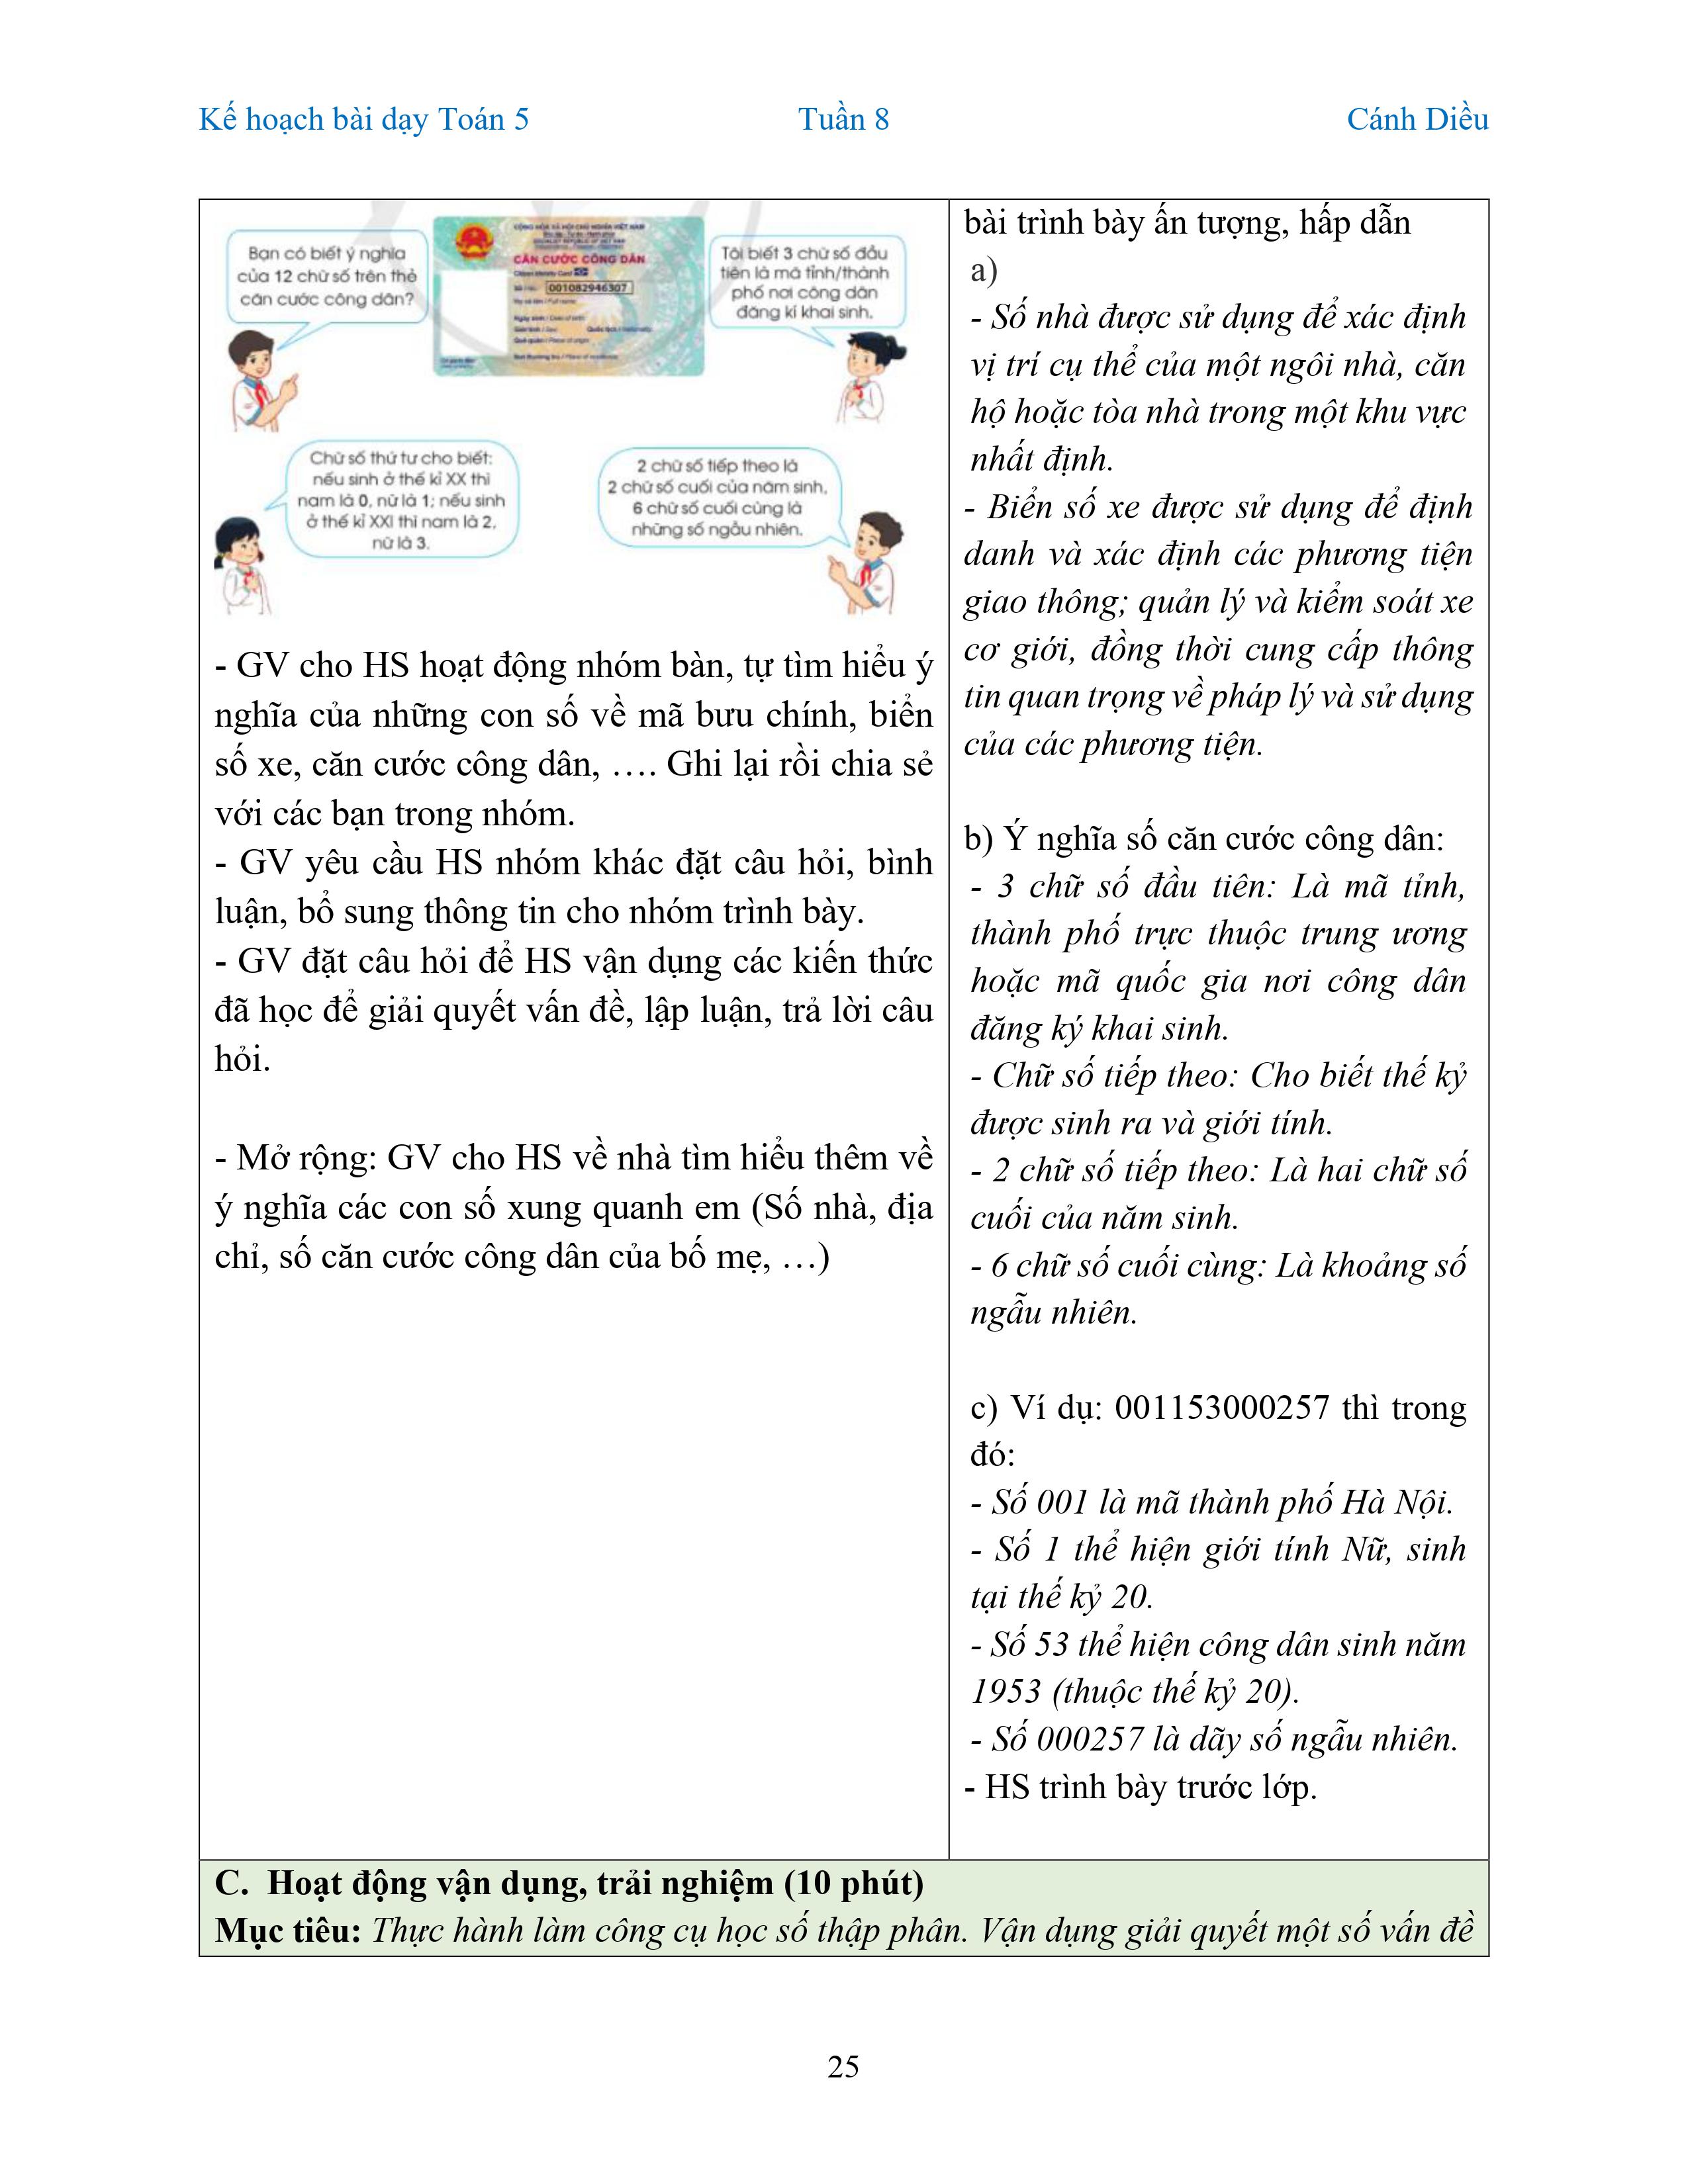 Kế hoạch bài dạy Toán 5 Tuần 8 Cánh Diều
Bạn có biết ý nghĩa
của 12 chữ số trên thẻ
căn cước công dân?
CỘNG HÒA XÃ HỘI CHỦ NGHĨA VIỆT NAM
CĂN CƯỚC CÔNG DÂN
001082946307
Tôi biết 3 chữ số đầu
tiên là mã tỉnh/thành
phố nơi công dân
đăng kí khai sinh.
Chữ số thứ tư cho biết:
nếu sinh ở thế kỉ XX thì
nam là 0, nữ là 1; nếu sinh
ở thế kỉ XXI thì nam là 2,
nữ là 3.
2 chữ số tiếp theo là
2 chữ số cuối của năm sinh,
6 chữ số cuối cùng là
những số ngẫu nhiên.
- GV cho HS hoạt động nhóm bàn, tự tìm hiểu ý
nghĩa của những con số về mã bưu chính, biển
số xe, căn cước công dân, …. Ghi lại rồi chia sẻ
với các bạn trong nhóm.
- GV yêu cầu HS nhóm khác đặt câu hỏi, bình
luận, bổ sung thông tin cho nhóm trình bày.
- GV đặt câu hỏi để HS vận dụng các kiến thức
đã học để giải quyết vấn đề, lập luận, trả lời câu
hỏi.
- Mở rộng: GV cho HS về nhà tìm hiểu thêm về
ý nghĩa các con số xung quanh em (Số nhà, địa
chỉ, số căn cước công dân của bố mẹ, …)
bài trình bày ấn tượng, hấp dẫn
a)
- Số nhà được sử dụng để xác định
vị trí cụ thể của một ngôi nhà, căn
hộ hoặc tòa nhà trong một khu vực
nhất định.
- Biển số xe được sử dụng để định
danh và xác định các phương tiện
giao thông; quản lý và kiểm soát xe
cơ giới, đồng thời cung cấp thông
tin quan trọng về pháp lý và sử dụng
của các phương tiện.
b) Ý nghĩa số căn cước công dân:
- 3 chữ số đầu tiên: Là mã tỉnh,
thành phố trực thuộc trung ương
hoặc mã quốc gia nơi công dân
đăng ký khai sinh.
- Chữ số tiếp theo: Cho biết thế kỷ
được sinh ra và giới tính.
- 2 chữ số tiếp theo: Là hai chữ số
cuối của năm sinh.
- 6 chữ số cuối cùng: Là khoảng số
ngẫu nhiên.
c) Ví dụ: 001153000257 thì trong
đó:
- Số 001 là mã thành phố Hà Nội.
- Số 1 thể hiện giới tính Nữ, sinh
tại thế kỷ 20.
- Số 53 thể hiện công dân sinh năm
1953 (thuộc thế kỷ 20).
- Số 000257 là dãy số ngẫu nhiên.
- HS trình bày trước lớp.
C. Hoạt động vận dụng, trải nghiệm (10 phút)
Mục tiêu: Thực hành làm công cụ học số thập phân. Vận dụng giải quyết một số vấn đề
25